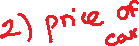 2) price of
car